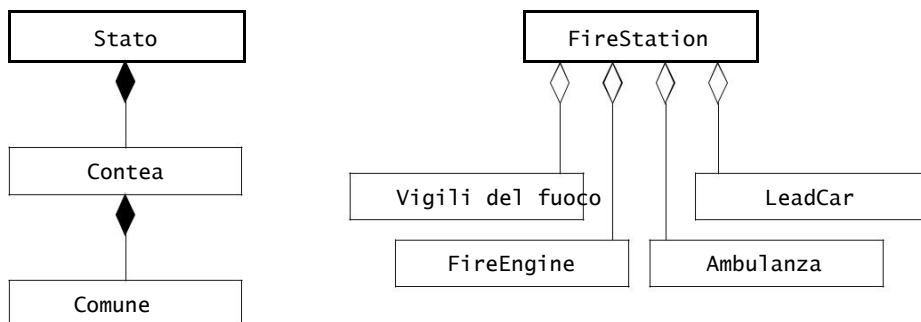 Stato
FireStation
Contea
Vigili del fuoco
LeadCar
FireEngine
Ambulanza
Comune